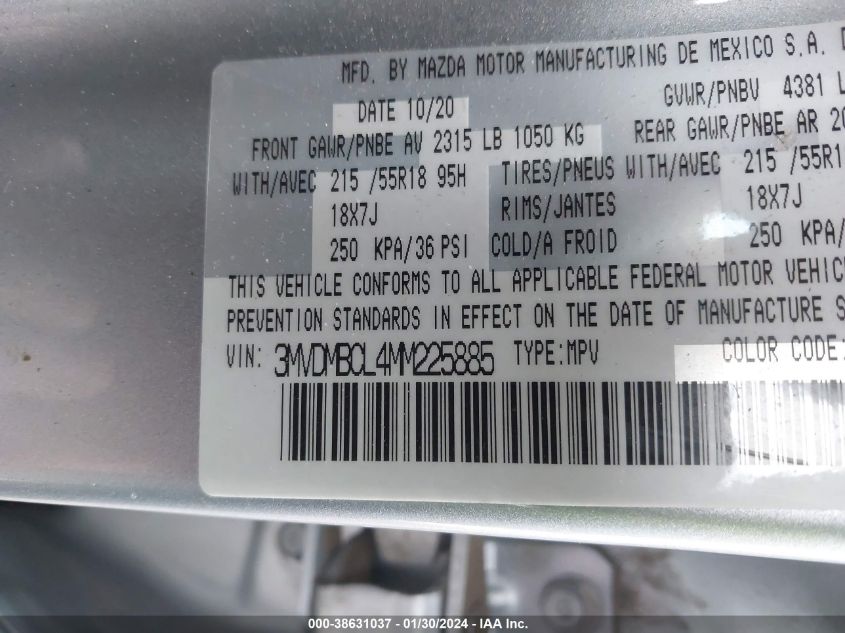 MFD. BY MAZDA MOTOR MANUFACTURING DE MEXICO S.A. D
DATE 10/20 GVWR/PNBV 4381 L
FRONT GAWR/PNBE AV 2315 LB 1050 KG REAR GAWR/PNBE AR 20
WITH/AVEC 215 /55R18 95H TIRES/PNEUS WITH/AVEC 215 /55R1
18X7J RIMS/JANTES 18X7J
250 KPA/36 PSI COLD/A FROID 250 KPA/
THIS VEHICLE CONFORMS TO ALL APPLICABLE FEDERAL MOTOR VEHIC
PREVENTION STANDARDS IN EFFECT ON THE DATE OF MANUFACTURE S
VIN: 3MVDMBCL4MM225885 TYPE:MPV COLOR CODE:
000-38631037 - 01/30/2024 - IAA Inc.